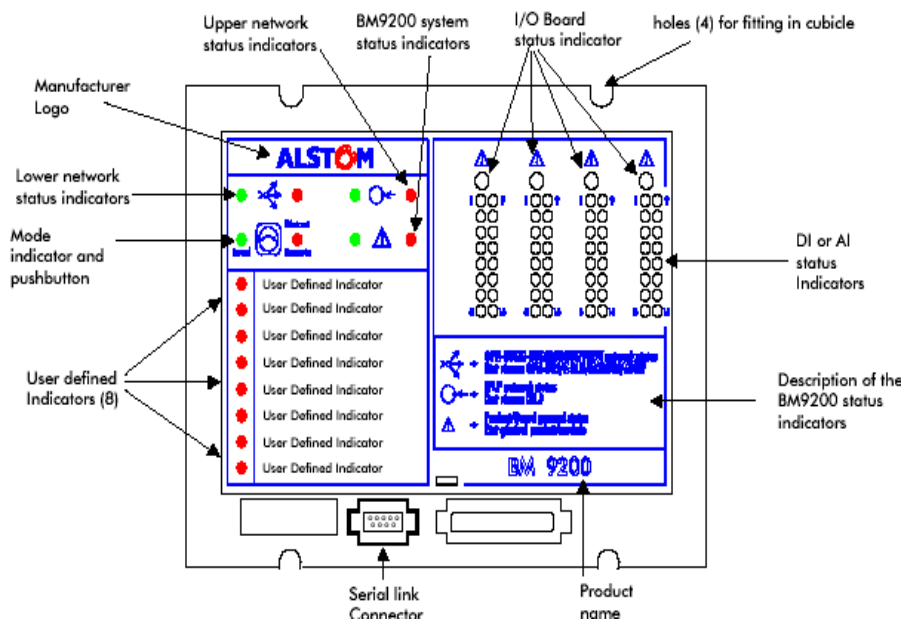 Upper network
status indicators
BM9200 system
status indicators
I/O Board
status indicator
holes (4) for fitting in cubicle
Manufacturer
Logo
ALSTOM
Lower network
status indicators
Mode
indicator and
pushbutton
DI or AI
status
Indicators
User Defined Indicator
User Defined Indicator
User Defined Indicator
User Defined Indicator
User Defined Indicator
User Defined Indicator
User Defined Indicator
User Defined Indicator
User defined
Indicators (8)
Description of the
BM9200 status
indicators
BM 9200
Serial link
Connector
Product
name